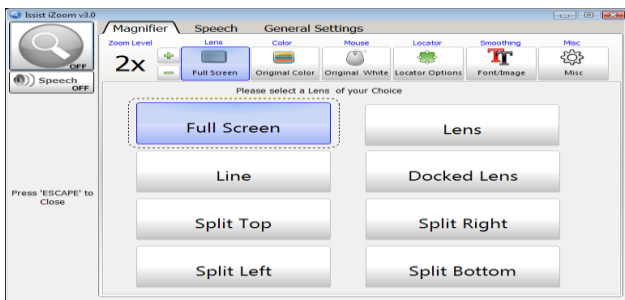 Issist iZoom v3.0
Magnifier Speech General Settings
OFF
Speech
OFF
Press 'ESCAPE' to
Close
Zoom Level Lens Color Mouse Locator Smoothing Misc
2x
Full Screen Original Color Original White Locator Options Font/Image Misc
Please select a Lens of your Choice
Full Screen Lens
Line Docked Lens
Split Top Split Right
Split Left Split Bottom